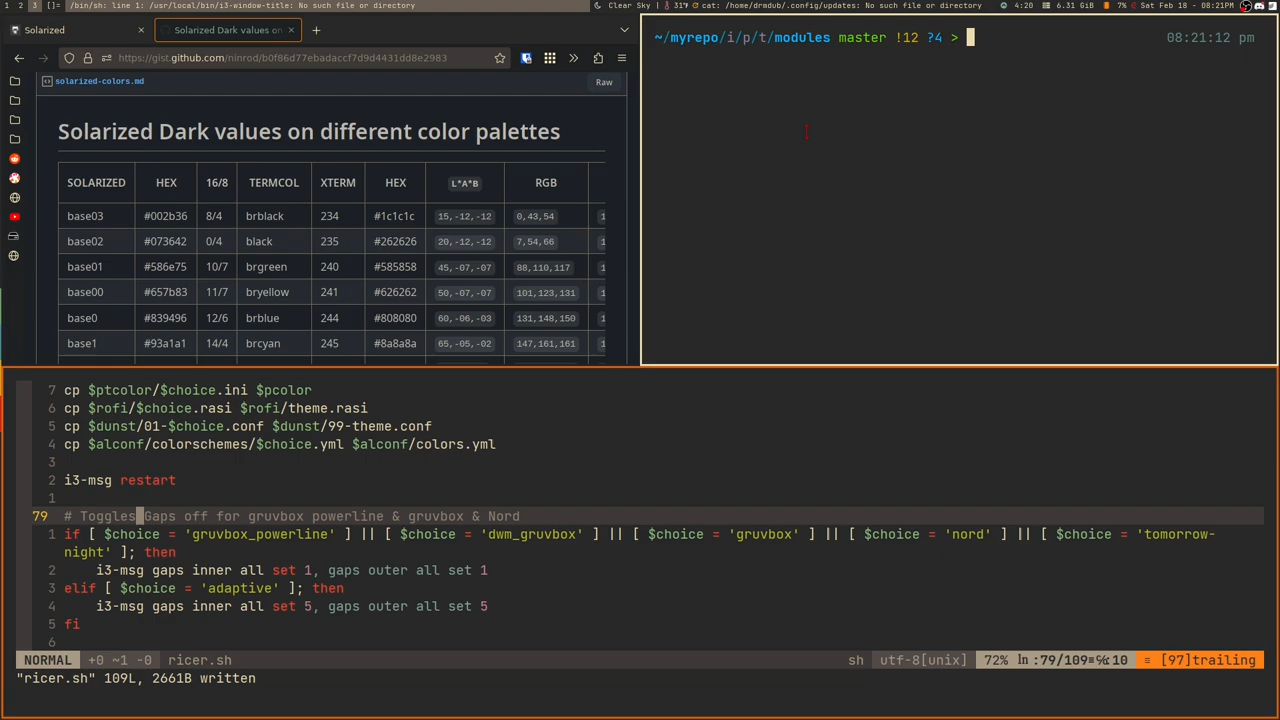 1 2 3 []= /bin/sh: line 1: /usr/local/bin/i3-window-title: No such file or directory
Clear Sky | 31°F cat: /home/drmdub/.config/updates: No such file or directory 4:20 6.31 GiB 7% Sat Feb 18 - 08:21PM
Solarized
Solarized Dark values on
https://gist.github.com/ninrod/b0f86d77ebadaccf7d9d4431dd8e2983
solarized-colors.md
Raw
Solarized Dark values on different color palettes
SOLARIZED HEX 16/8 TERMCOL XTERM HEX L*A*B RGB
base03 #002b36 8/4 brblack 234 #1c1c1c 15,-12,-12 0,43,54 1
base02 #073642 0/4 black 235 #262626 20,-12,-12 7,54,66 1
base01 #586e75 10/7 brgreen 240 #585858 45,-07,-07 88,110,117 1
base00 #657b83 11/7 bryellow 241 #626262 50,-07,-07 101,123,131 1
base0 #839496 12/6 brblue 244 #808080 60,-06,-03 131,148,150 1
base1 #93a1a1 14/4 brcyan 245 #8a8a8a 65,-05,-02 147,161,161 1
~/myrepo/i/p/t/modules master !12 ?4 > 08:21:12 pm
7 cp $ptcolor/$choice.ini $pcolor
6 cp $rofi/$choice.rasi $rofi/theme.rasi
5 cp $dunst/01-$choice.conf $dunst/99-theme.conf
4 cp $alconf/colorschemes/$choice.yml $alconf/colors.yml
3
2 i3-msg restart
1
79 # Toggles Gaps off for gruvbox powerline & gruvbox & Nord
1 if [ $choice = 'gruvbox_powerline' ] || [ $choice = 'dwm_gruvbox' ] || [ $choice = 'gruvbox' ] || [ $choice = 'nord' ] || [ $choice = 'tomorrow-
night' ]; then
2 i3-msg gaps inner all set 1, gaps outer all set 1
3 elif [ $choice = 'adaptive' ]; then
4 i3-msg gaps inner all set 5, gaps outer all set 5
5 fi
6
NORMAL +0 ~1 -0 ricer.sh sh utf-8[unix] 72% ln :79/109≡℅:10 ≡ [97]trailing
"ricer.sh" 109L, 2661B written